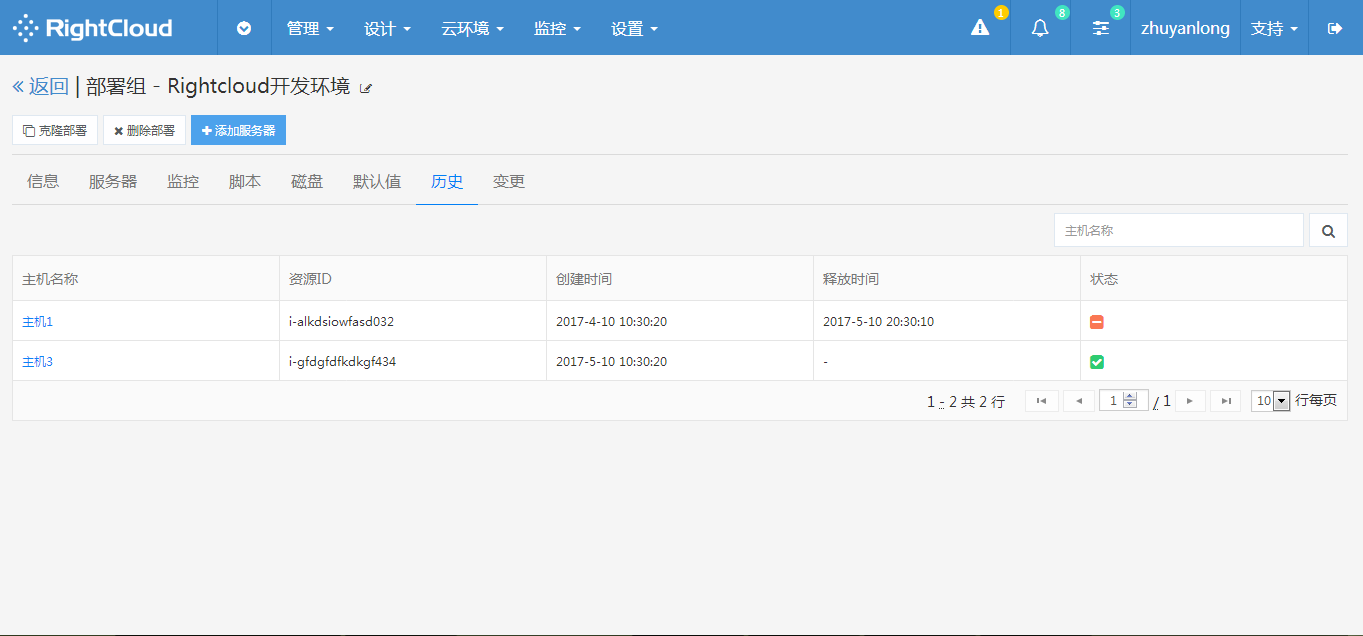 RightCloud 管理 设计 云环境 监控 设置 1 8 3 zhuyanlong 支持
« 返回 | 部署组 - Rightcloud开发环境
克隆部署 删除部署 添加服务器
信息 服务器 监控 脚本 磁盘 默认值 历史 变更
主机名称
主机名称 资源ID 创建时间 释放时间 状态
主机1 i-alkdsiowfasd032 2017-4-10 10:30:20 2017-5-10 20:30:10
主机3 i-gfdgfdfkdkgf434 2017-5-10 10:30:20 -
1 - 2 共 2 行 1 / 1 10 行每页